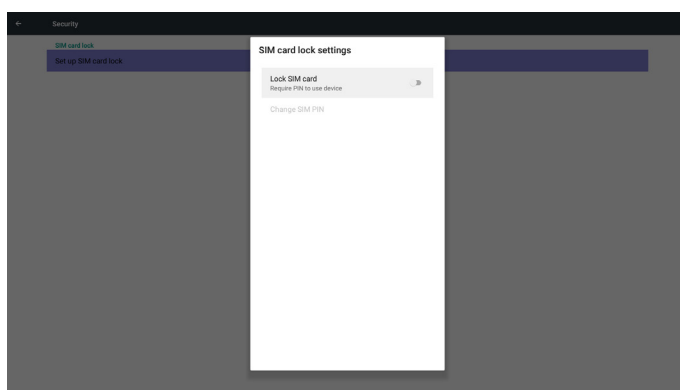 Security
SIM card lock
Set up SIM card lock
SIM card lock settings
Lock SIM card
Require PIN to use device
Change SIM PIN